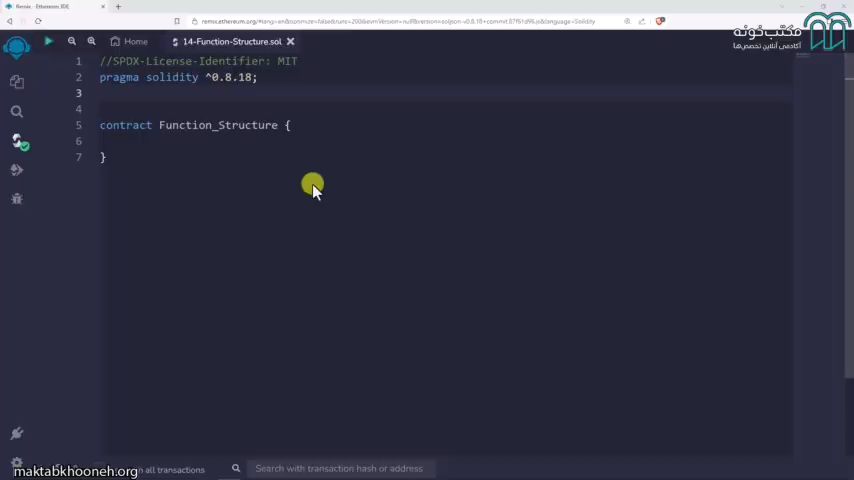 Remix - Ethereum IDE
مکتب‌خونه
آکادمی آنلاین تخصص‌ها
Home
14-Function-Structure.sol
1 //SPDX-License-Identifier: MIT
2 pragma solidity ^0.8.18;
3
4
5 contract Function_Structure {
6
7 }
all transactions
Search with transaction hash or address
maktabkhooneh.org